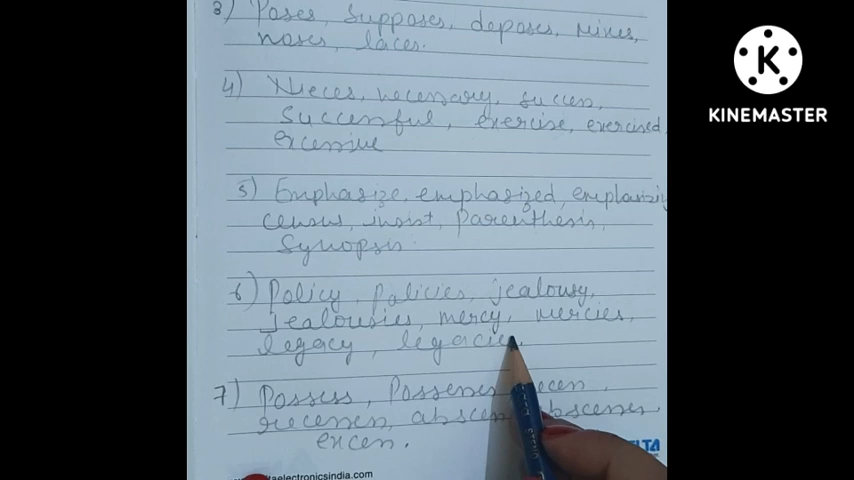 3) Poses, Supposes, deposes, mixes,
noses, laces.
4) Nieces, necessary, success,
Successful, exercise, exercised,
excessive
5) Emphasize, emphasized, emphasizing
census, insist, Parenthesis,
Synopsis
6) Policy, policies, jealousy,
jealousies, mercy, mercies,
legacy, legacies.
7) Possess, Possesses,
recesses, abscess, abscesses,
excess.
KINEMASTER